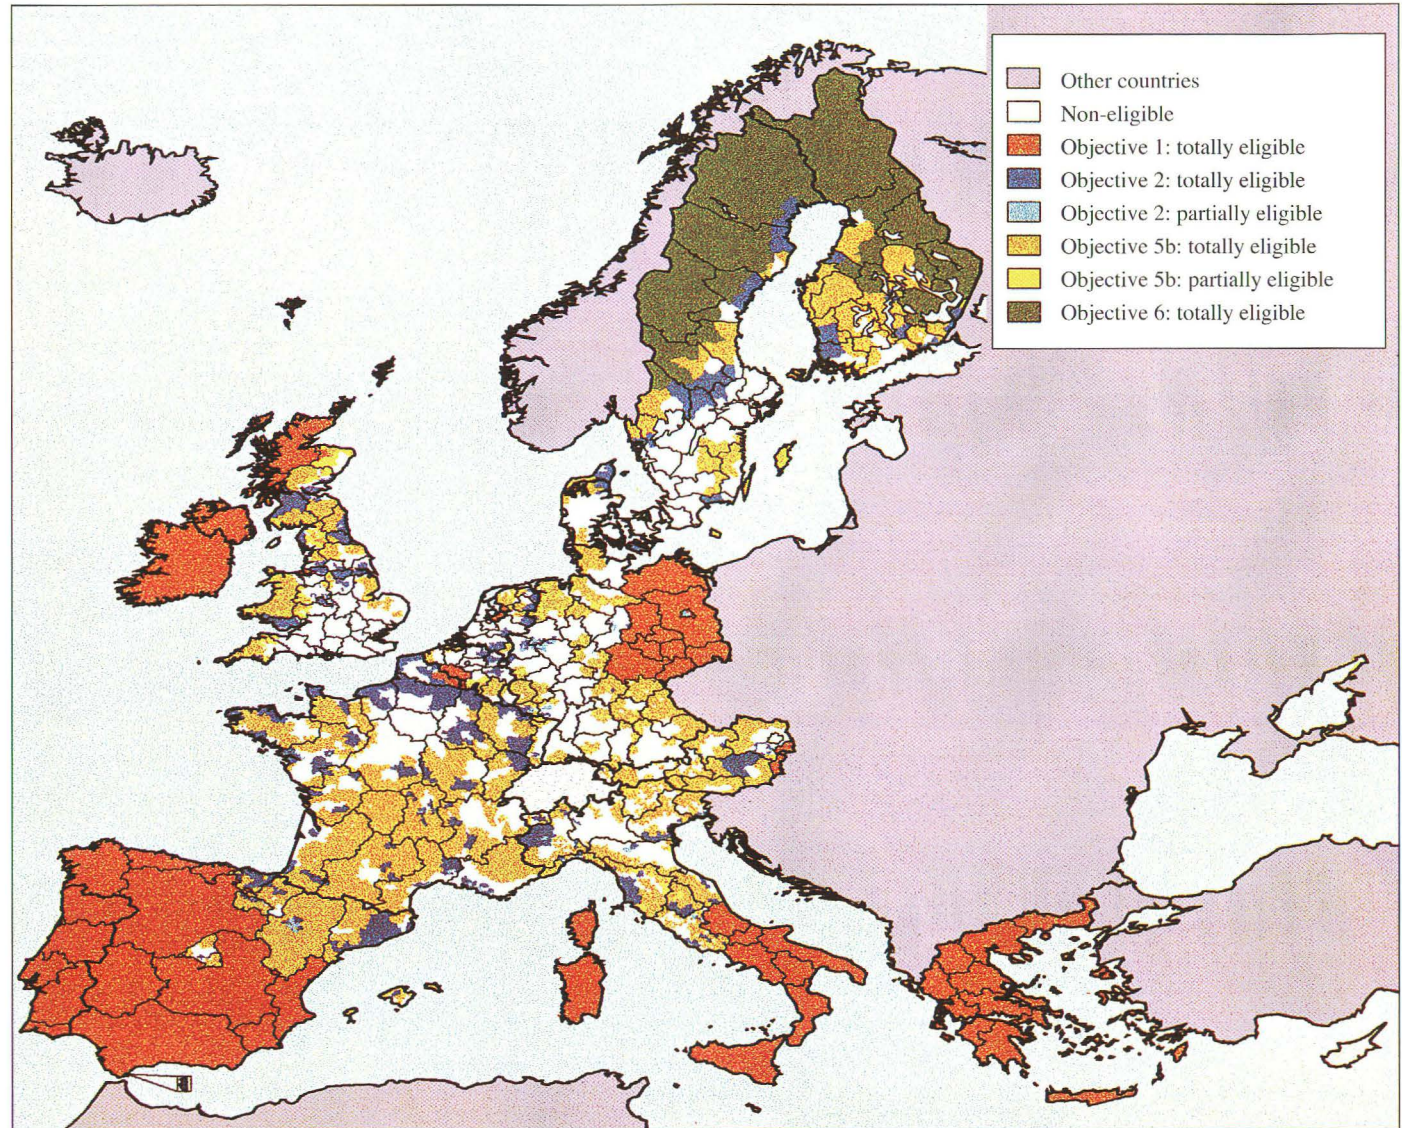 Other countries
Non-eligible
Objective 1: totally eligible
Objective 2: totally eligible
Objective 2: partially eligible
Objective 5b: totally eligible
Objective 5b: partially eligible
Objective 6: totally eligible